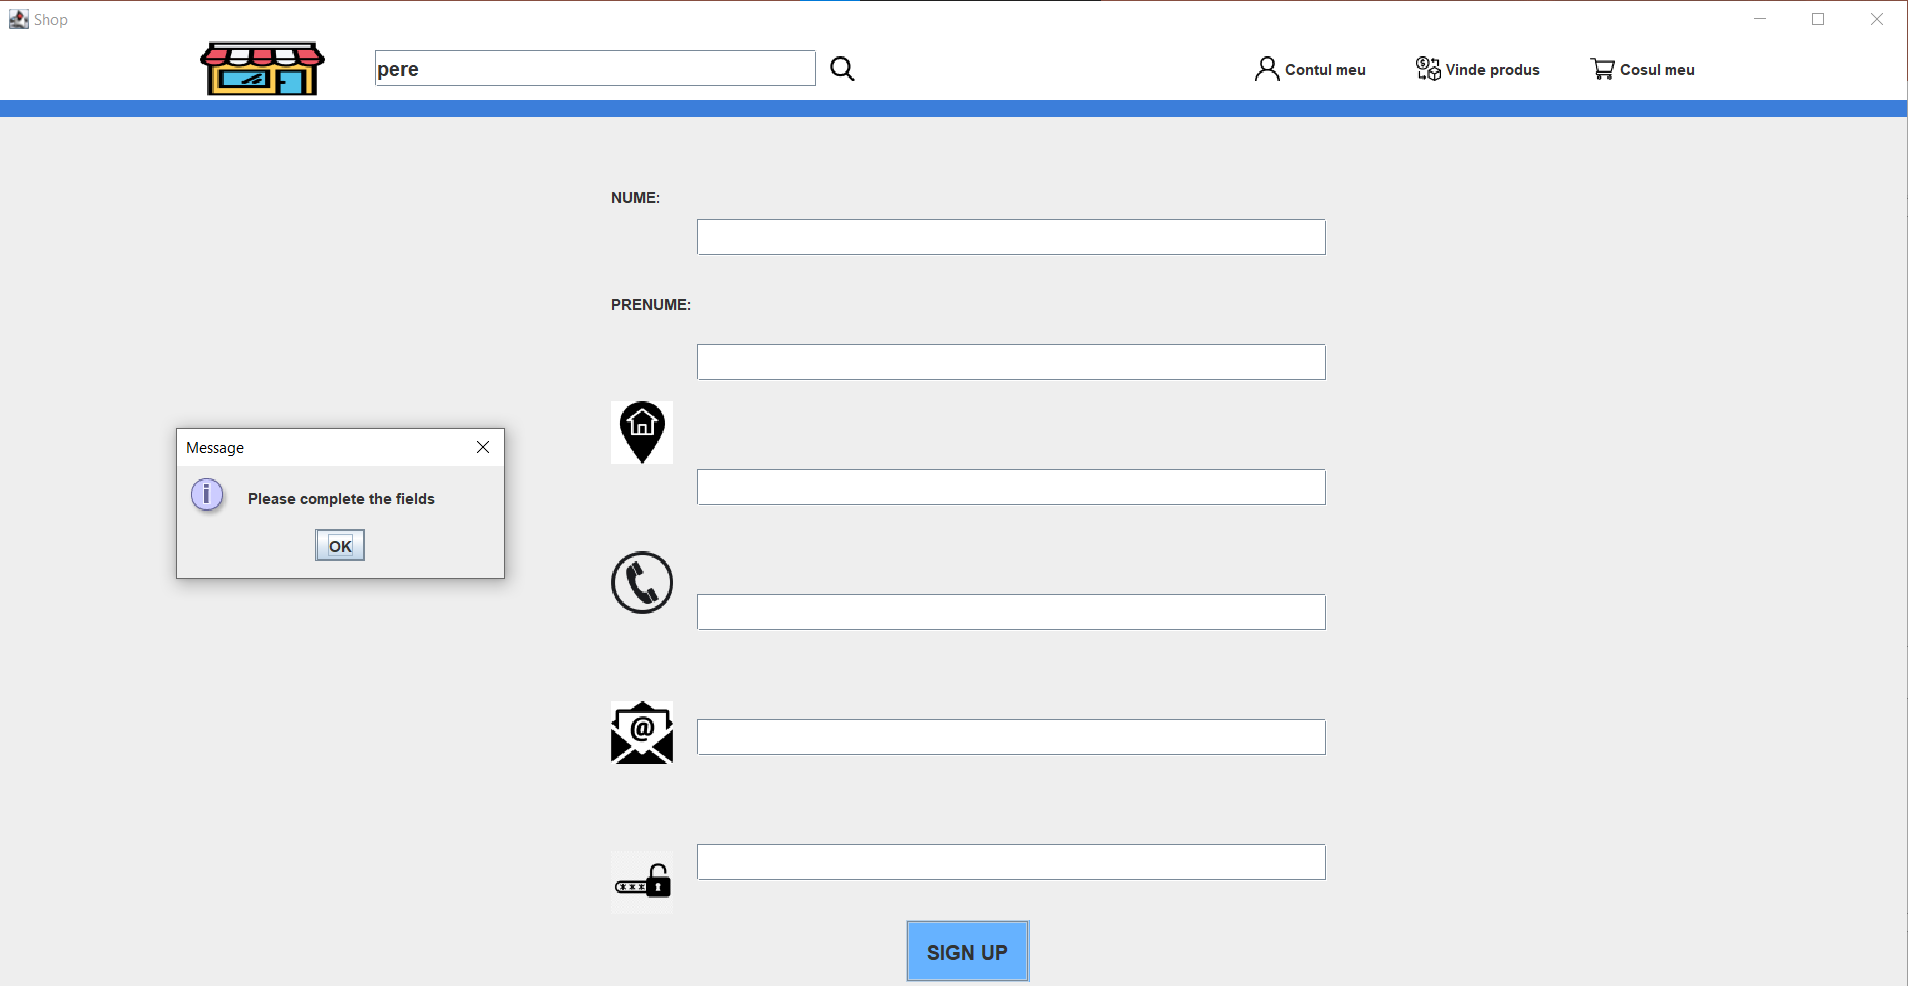 Shop
pere
Contul meu
Vinde produs
Cosul meu
NUME:
PRENUME:
Message
Please complete the fields
OK
SIGN UP